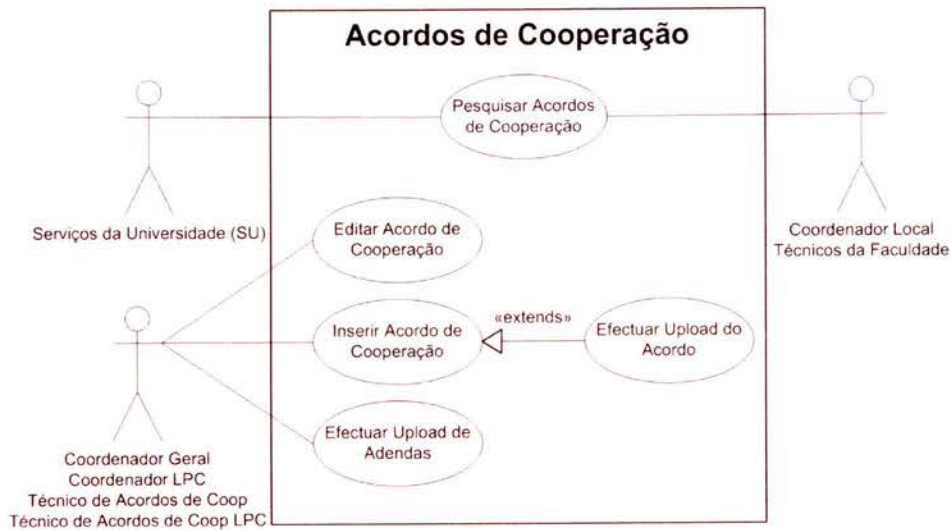 Acordos de Cooperação
Pesquisar Acordos
de Cooperação
Serviços da Universidade (SU)
Coordenador Local
Técnicos da Faculdade
Editar Acordo de
Cooperação
Inserir Acordo de
Cooperação
«extends»
Efectuar Upload do
Acordo
Efectuar Upload de
Adendas
Coordenador Geral
Coordenador LPC
Técnico de Acordos de Coop
Técnico de Acordos de Coop LPC